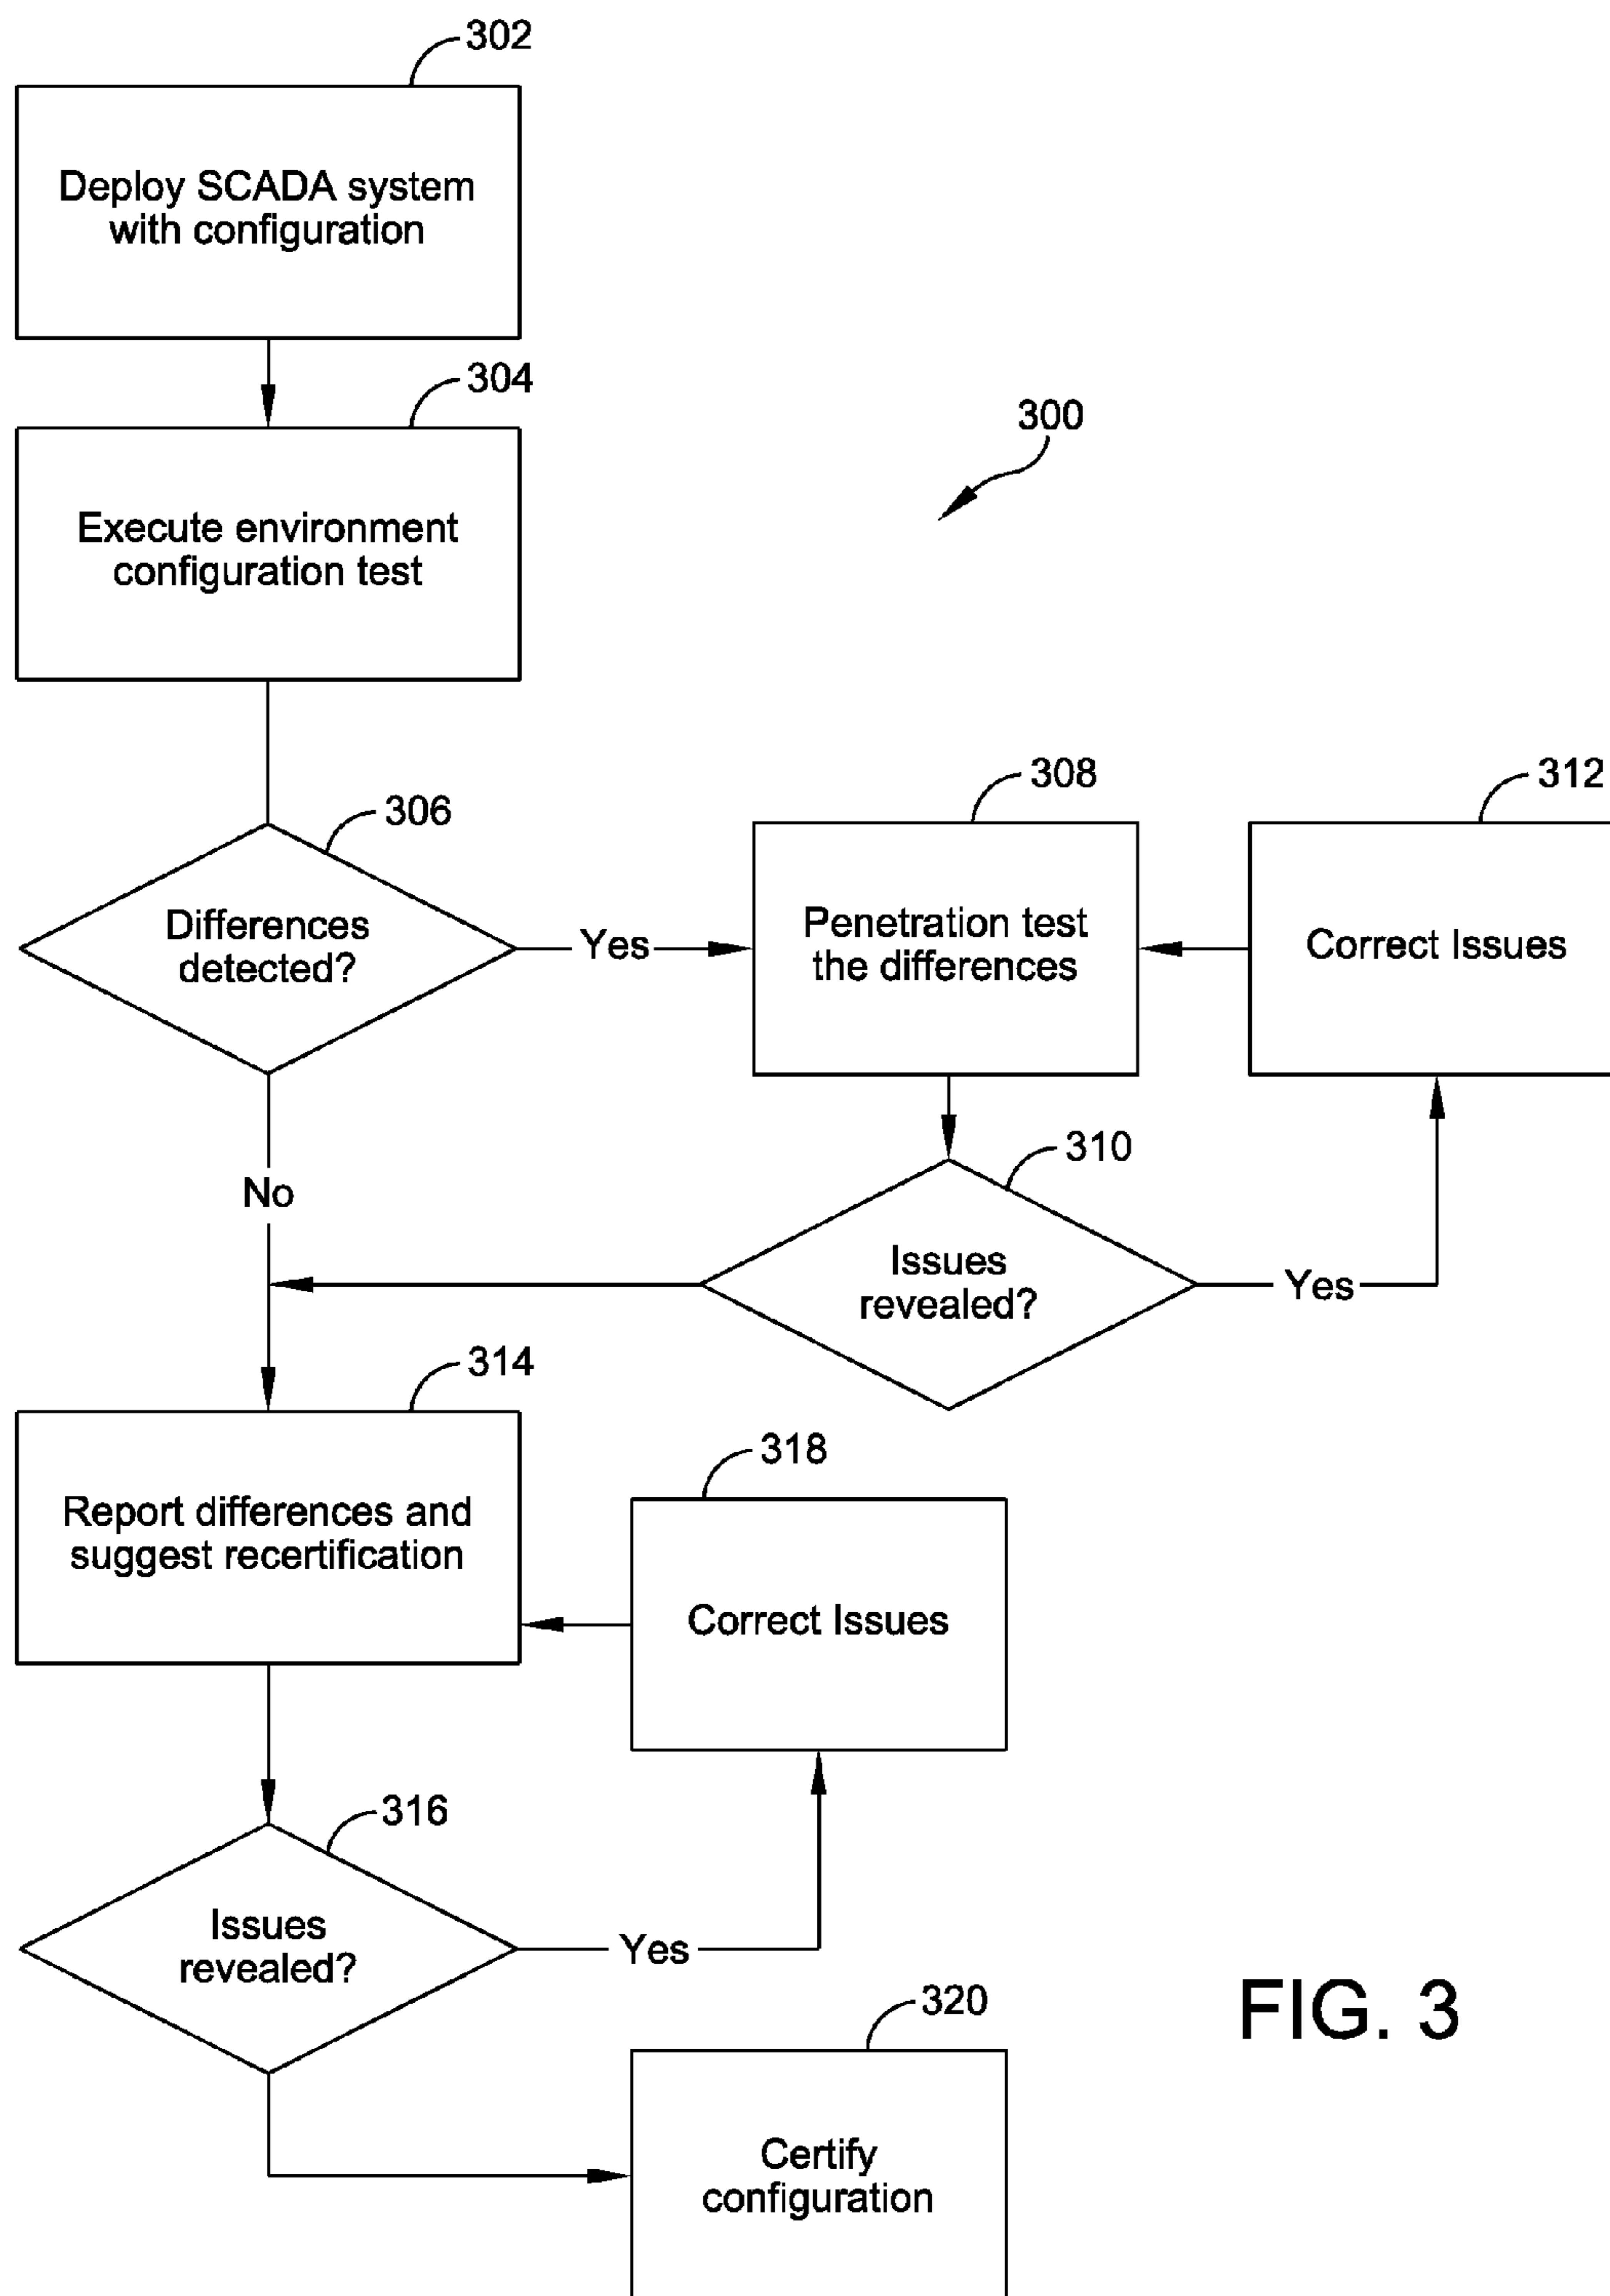 302
Deploy SCADA system
with configuration
304
Execute environment
configuration test
300
306
Differences
detected?
Yes
308
Penetration test
the differences
312
Correct Issues
No
310
Issues
revealed?
Yes
314
Report differences and
suggest recertification
318
Correct Issues
316
Issues
revealed?
Yes
320
Certify
configuration
FIG. 3